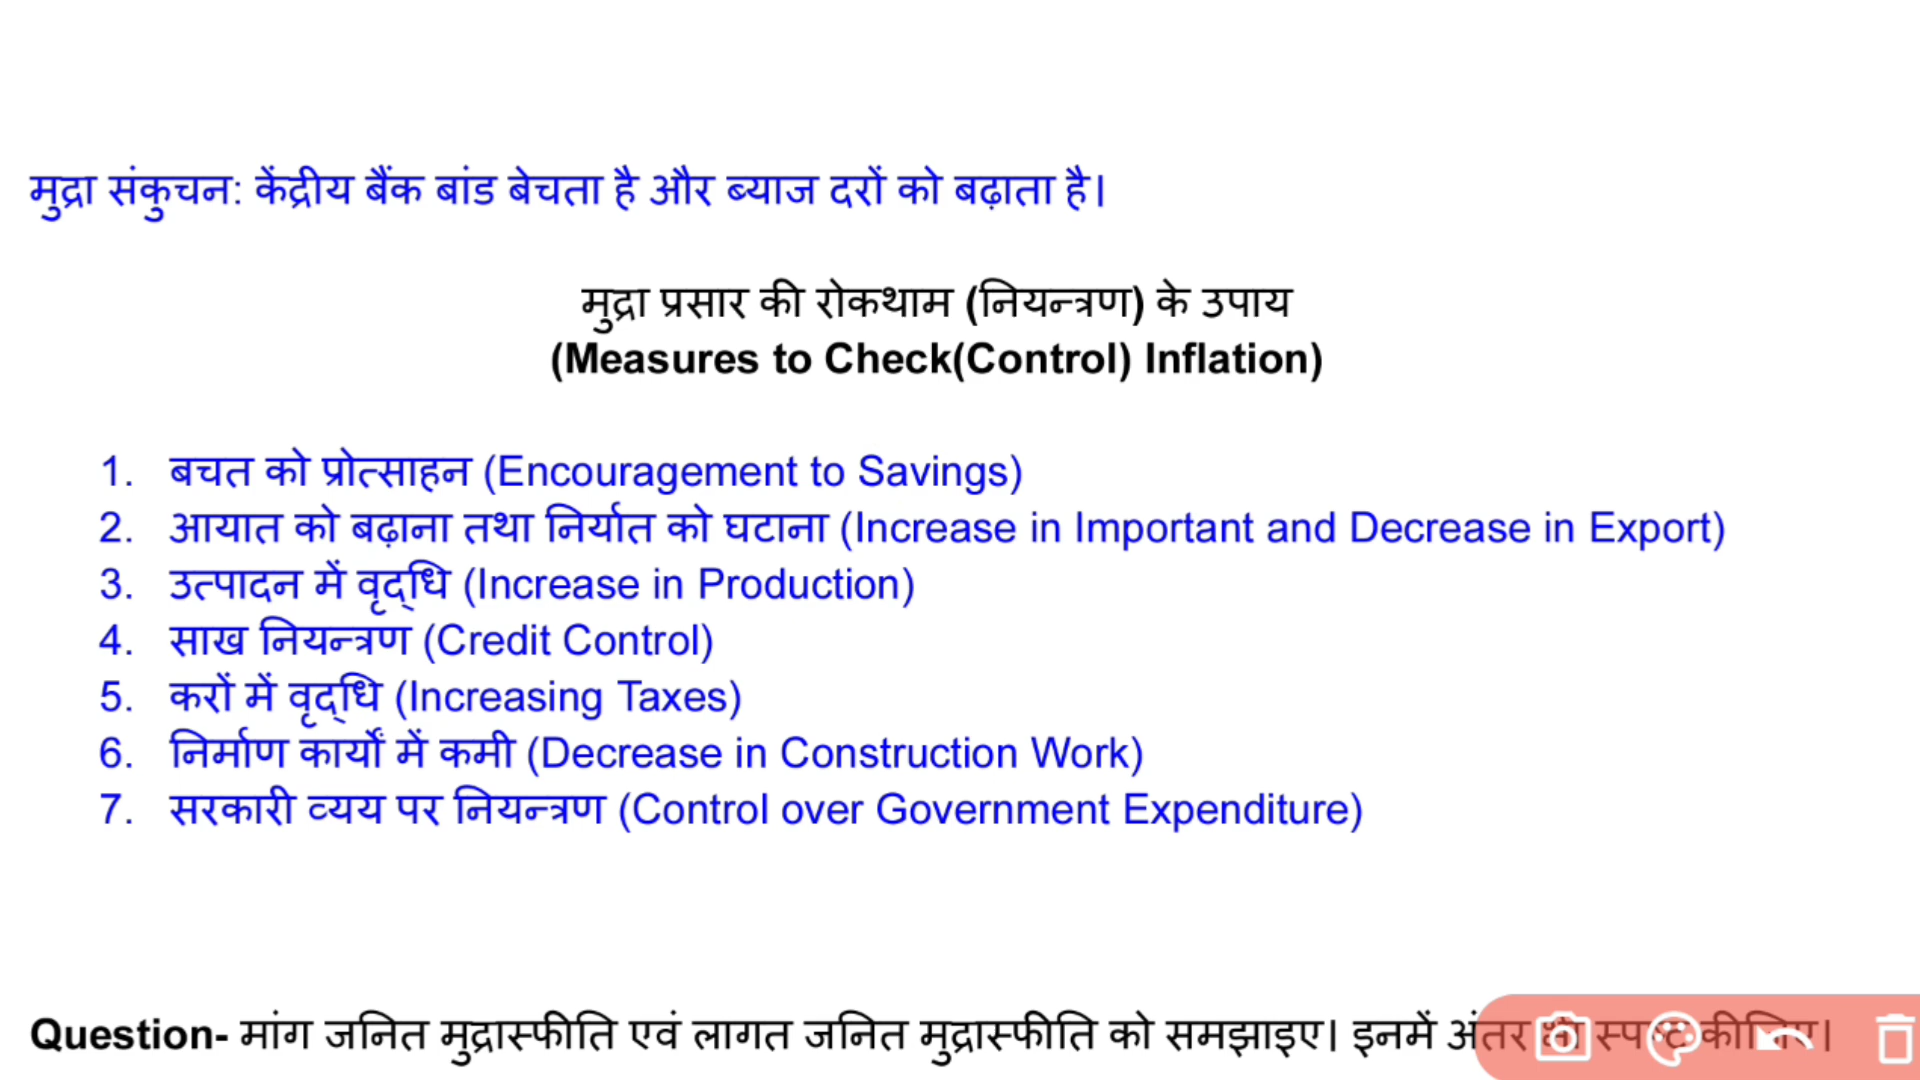 मुद्रा संकुचन: केंद्रीय बैंक बांड बेचता है और ब्याज दरों को बढ़ाता है।
मुद्रा प्रसार की रोकथाम (नियन्त्रण) के उपाय
(Measures to Check(Control) Inflation)
1. बचत को प्रोत्साहन (Encouragement to Savings)
2. आयात को बढ़ाना तथा निर्यात को घटाना (Increase in Important and Decrease in Export)
3. उत्पादन में वृद्धि (Increase in Production)
4. साख नियन्त्रण (Credit Control)
5. करों में वृद्धि (Increasing Taxes)
6. निर्माण कार्यों में कमी (Decrease in Construction Work)
7. सरकारी व्यय पर नियन्त्रण (Control over Government Expenditure)
Question- मांग जनित मुद्रास्फीति एवं लागत जनित मुद्रास्फीति को समझाइए। इनमें अंतर स्पष्ट कीजिए।